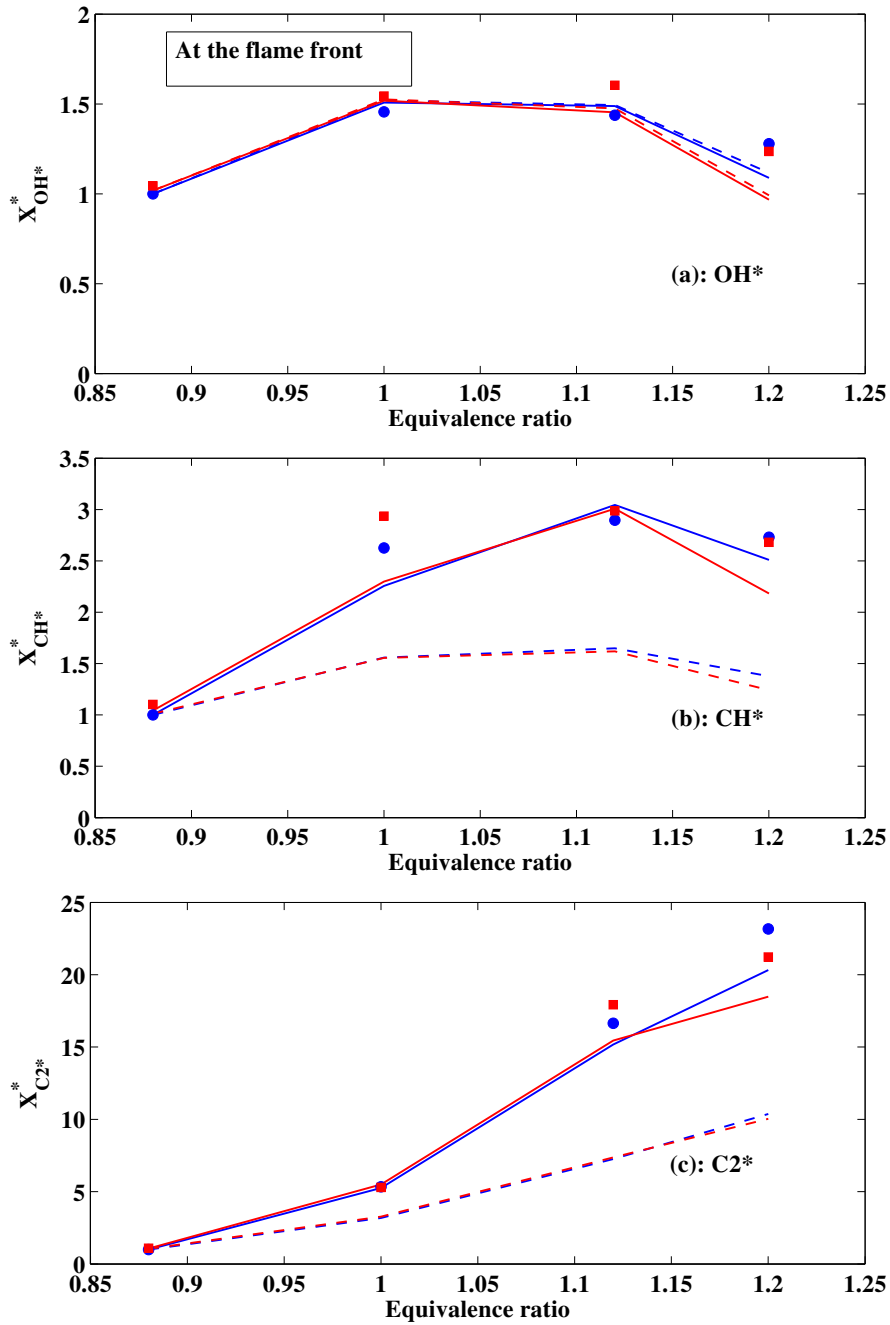 2
At the flame front
1.5
1
X*OH*
0.5
(a): OH*
0
0.85 0.9 0.95 1 1.05 1.1 1.15 1.2 1.25
Equivalence ratio
3.5
3
2.5
2
X*CH*
1.5
1
(b): CH*
0.5
0
0.85 0.9 0.95 1 1.05 1.1 1.15 1.2 1.25
Equivalence ratio
25
20
15
X*C2*
10
(c): C2*
5
0
0.85 0.9 0.95 1 1.05 1.1 1.15 1.2 1.25
Equivalence ratio